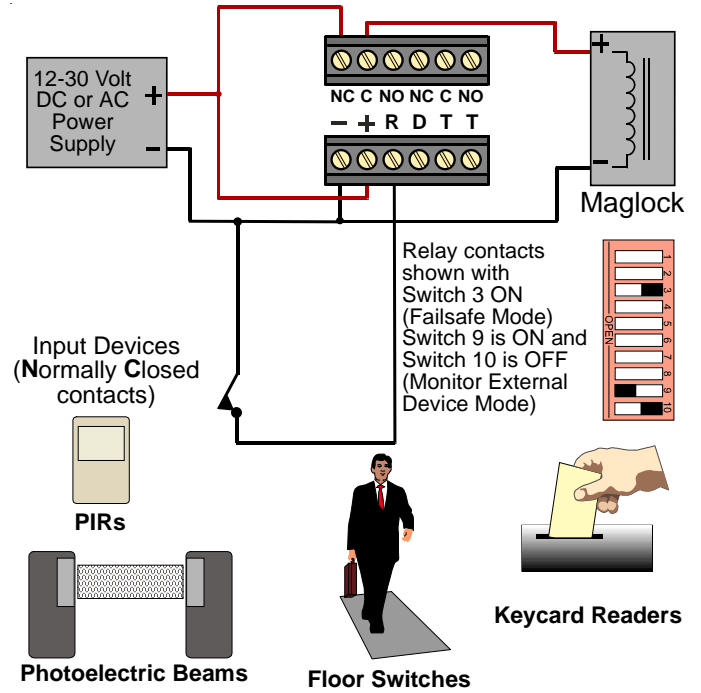 12-30 Volt
DC or AC
Power
Supply
+
−
NC C NO NC C NO
− + R D T T
+
−
Maglock
Relay contacts
shown with
Switch 3 ON
(Failsafe Mode)
Switch 9 is ON and
Switch 10 is OFF
(Monitor External
Device Mode)
OPEN
1
2
3
4
5
6
7
8
9
10
Input Devices
(Normally Closed
contacts)
PIRs
Photoelectric Beams
Floor Switches
Keycard Readers